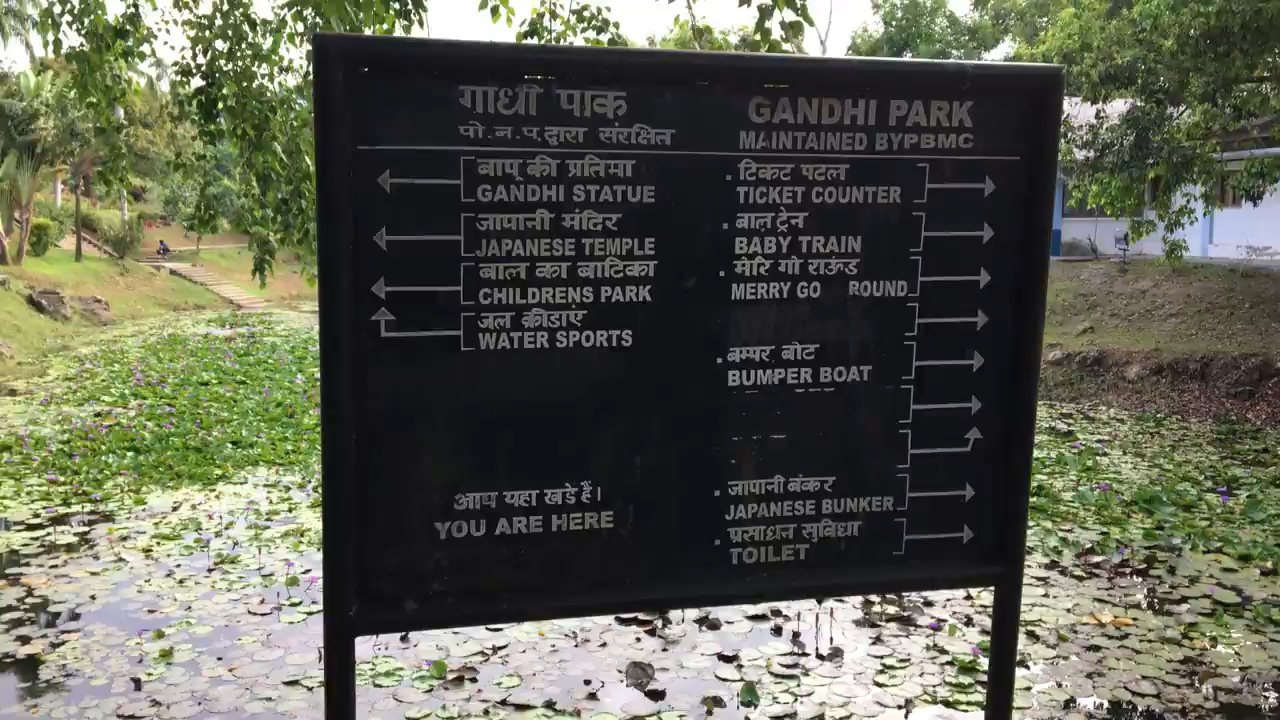 गाधी पाक
पो.न.प.द्वारा संरक्षित
GANDHI PARK
MAINTAINED BYPBMC
बापू की प्रतिमा
GANDHI STATUE
जापानी मंदिर
JAPANESE TEMPLE
बाल का बाटिका
CHILDRENS PARK
जल क्रीडाएं
WATER SPORTS
आप यहा खडे हैं।
YOU ARE HERE
टिकट पटल
TICKET COUNTER
बाल ट्रेन
BABY TRAIN
मेरि गो राऊंड
MERRY GO ROUND
बम्पर बोट
BUMPER BOAT
जापानी बंकर
JAPANESE BUNKER
प्रसाधन सुविधा
TOILET